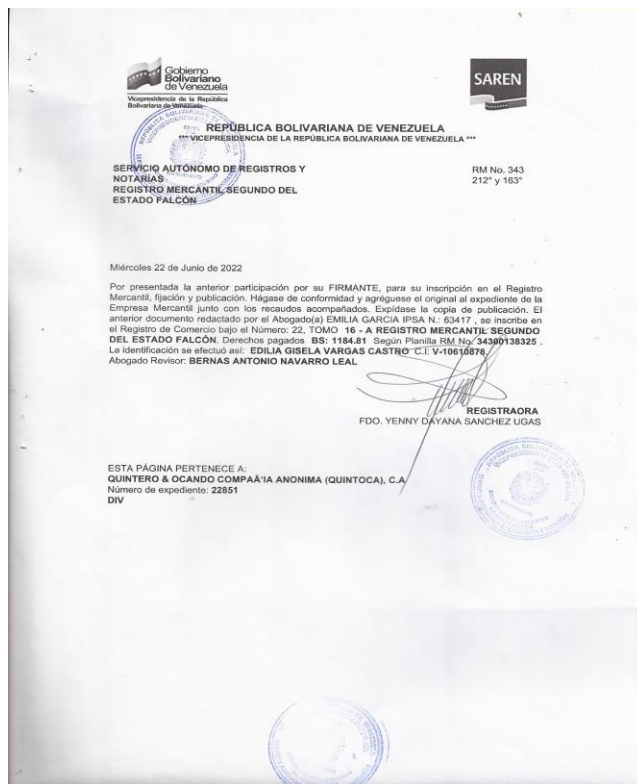 Gobierno
Bolivariano
de Venezuela
Vicepresidencia de la República
Bolivariana de Venezuela
SAREN
REPÚBLICA BOLIVARIANA DE VENEZUELA
*** VICEPRESIDENCIA DE LA REPÚBLICA BOLIVARIANA DE VENEZUELA ***
SERVICIO AUTÓNOMO DE REGISTROS Y
NOTARÍAS
REGISTRO MERCANTIL SEGUNDO DEL
ESTADO FALCÓN
RM No. 343
212° y 163°
Miércoles 22 de Junio de 2022
Por presentada la anterior participación por su FIRMANTE, para su inscripción en el Registro
Mercantil, fijación y publicación. Hágase de conformidad y agréguese el original al expediente de la
Empresa Mercantil junto con los recaudos acompañados. Expídase la copia de publicación. El
anterior documento redactado por el Abogado(a) EMILIA GARCIA IPSA N.: 63417 , se inscribe en
el Registro de Comercio bajo el Número: 22, TOMO 16 - A REGISTRO MERCANTIL SEGUNDO
DEL ESTADO FALCÓN. Derechos pagados BS: 1184.81 Según Planilla RM No. 34300138325 .
La identificación se efectuó así: EDILIA GISELA VARGAS CASTRO C.I: V-10610878.
Abogado Revisor: BERNAS ANTONIO NAVARRO LEAL
REGISTRAORA
FDO. YENNY DAYANA SANCHEZ UGAS
ESTA PÁGINA PERTENECE A:
QUINTERO & OCANDO COMPAÃ'IA ANONIMA (QUINTOCA), C.A
Número de expediente: 22851
DIV